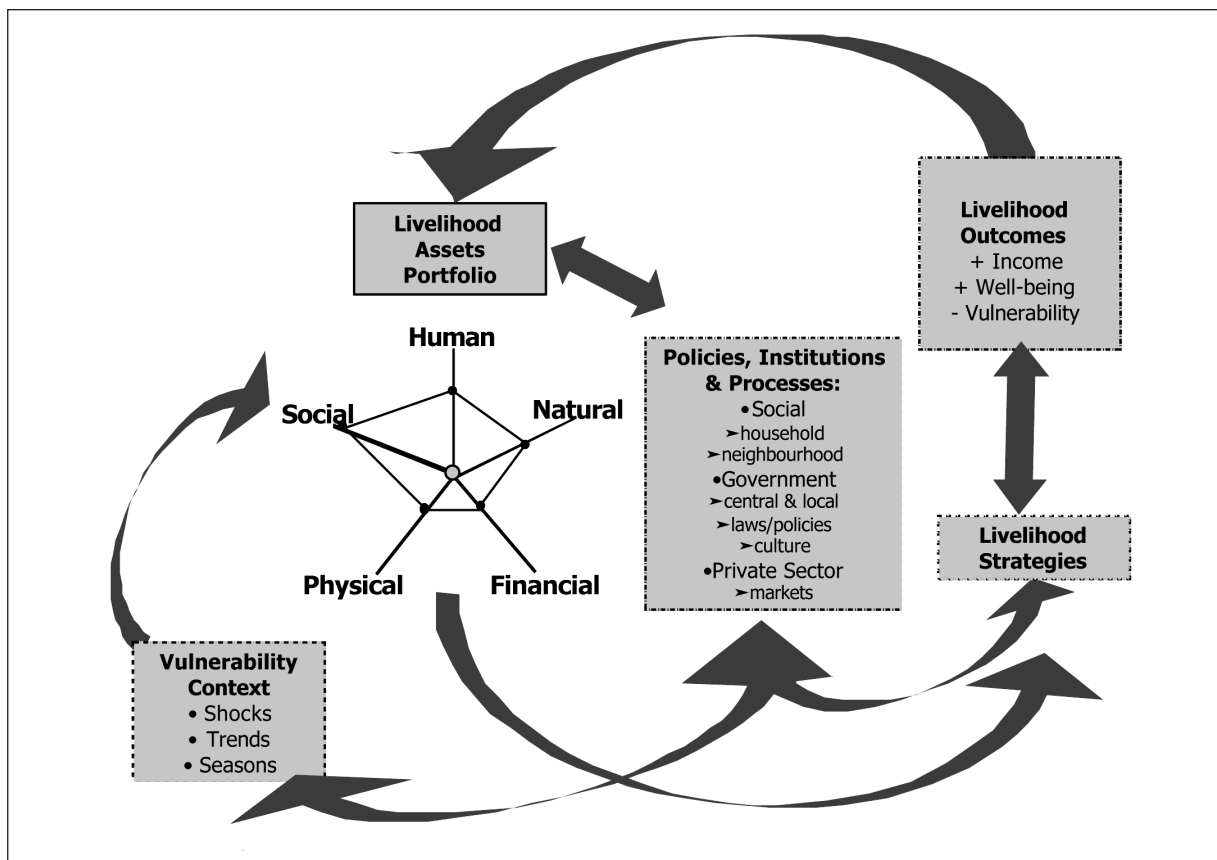 Livelihood
Assets
Portfolio
Livelihood
Outcomes
+ Income
+ Well-being
- Vulnerability
Human
Social
Natural
Physical
Financial
Policies, Institutions
& Processes:
•Social
➢household
➢neighbourhood
•Government
➢central & local
➢laws/policies
➢culture
•Private Sector
➢markets
Livelihood
Strategies
Vulnerability
Context
• Shocks
• Trends
• Seasons